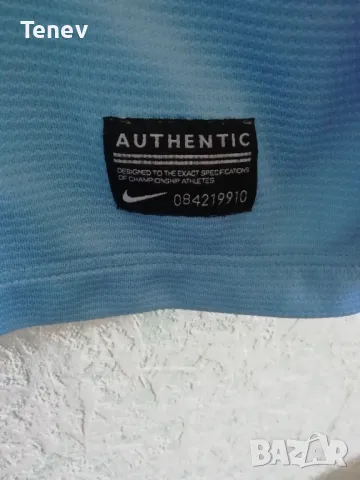 Tenev
AUTHENTIC
DESIGNED TO THE EXACT SPECIFICATIONS
OF CHAMPIONSHIP ATHLETES
084219910
BAZAR